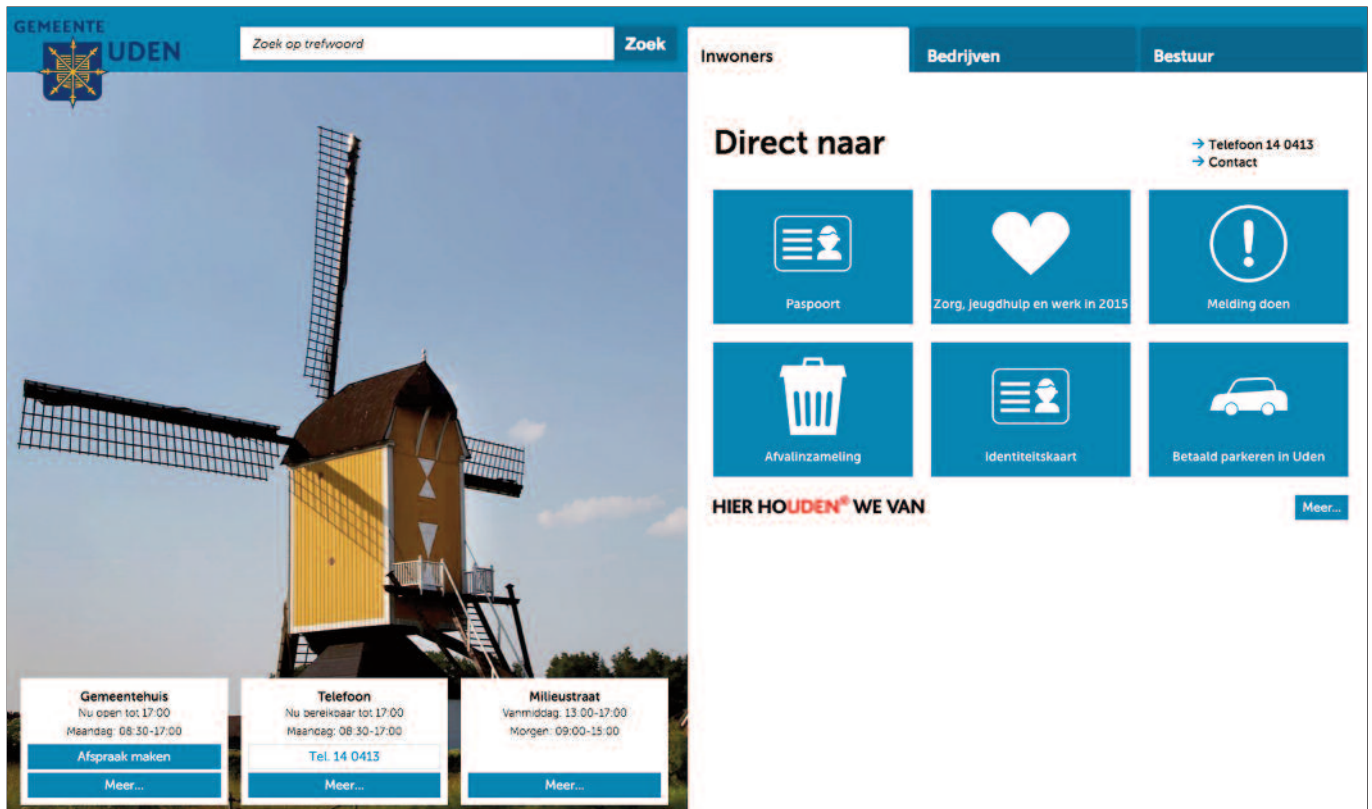 GEMEENTE
UDEN
Zoek op trefwoord
Zoek
Inwoners
Bedrijven
Bestuur
Direct naar
→ Telefoon 14 0413
→ Contact
Paspoort
Zorg, jeugdhulp en werk in 2015
Melding doen
Afvalinzameling
Identiteitskaart
Betaald parkeren in Uden
HIER HOUDEN® WE VAN
Meer...
Gemeentehuis
Nu open tot 17:00
Maandag: 08:30-17:00
Afspraak maken
Meer...
Telefoon
Nu bereikbaar tot 17:00
Maandag: 08:30-17:00
Tel. 14 0413
Meer...
Milieustraat
Vanmiddag: 13:00-17:00
Morgen: 09:00-15:00
Meer...